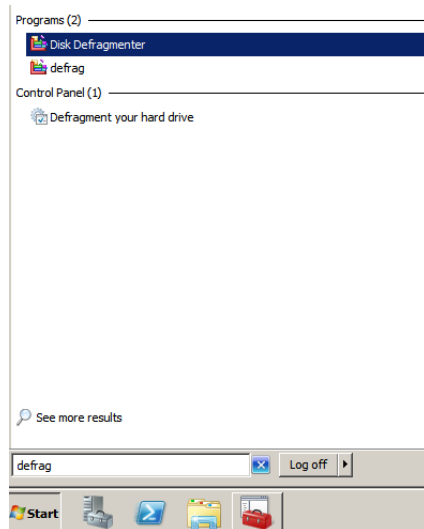 Programs (2)
Disk Defragmenter
defrag
Control Panel (1)
Defragment your hard drive
See more results
defrag
Log off
Start